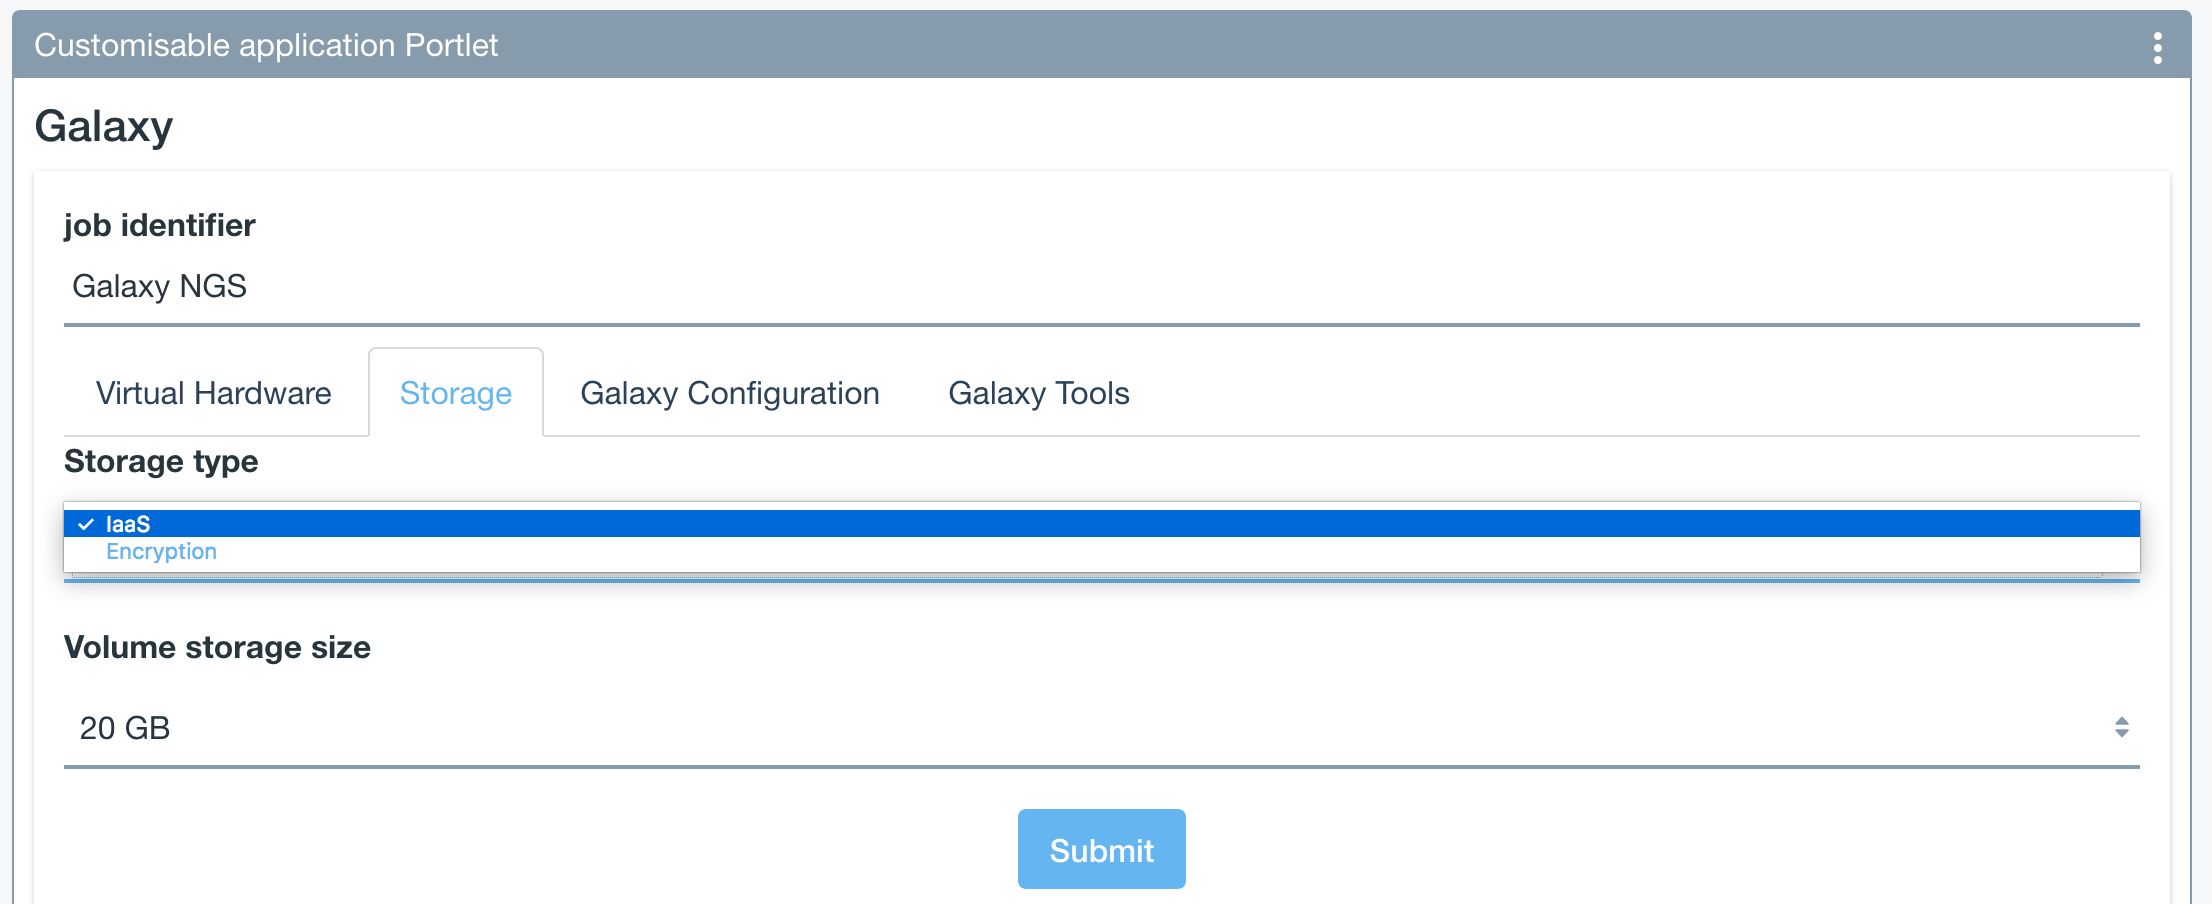 Customisable application Portlet
Galaxy
job identifier
Galaxy NGS
Virtual Hardware Storage Galaxy Configuration Galaxy Tools
Storage type
IaaS
Encryption
Volume storage size
20 GB
Submit